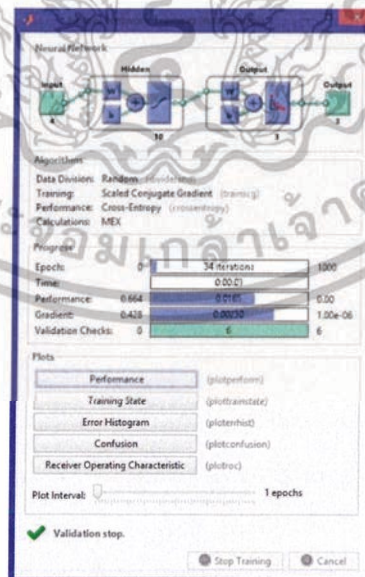 Neural Network
Hidden Output
Input Output
W W
b b
4 10 3 3
Algorithms
Data Division: Random (dividerand)
Training: Scaled Conjugate Gradient (trainscg)
Performance: Cross-Entropy (crossentropy)
Calculations: MEX
Progress
Epoch: 0 34 iterations 1000
Time: 0:00:01
Performance: 0.664 0.00
Gradient: 0.428 1.00e-06
Validation Checks: 0 6 6
Plots
Performance (plotperform)
Training State (plottrainstate)
Error Histogram (ploterrhist)
Confusion (plotconfusion)
Receiver Operating Characteristic (plotroc)
Plot Interval: 1 epochs
Validation stop.
Stop Training Cancel